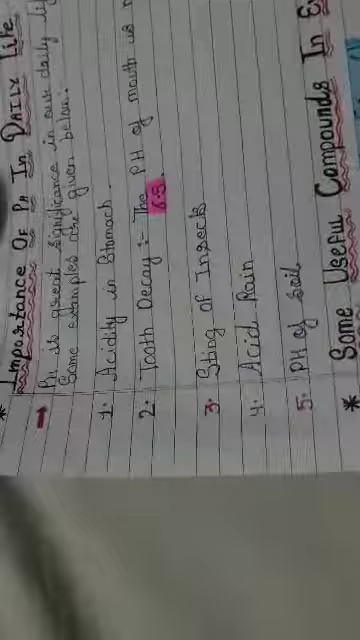 * Importance Of PH In DAILY Life
→ PH is great significance in our daily
Some examples are given below.
1. Acidity in Stomach.
2. Tooth Decay :- The PH of mouth is
5.5.
3. Sting of Insects
4. Acid Rain
5. PH of Soil
* Some Useful Compounds In